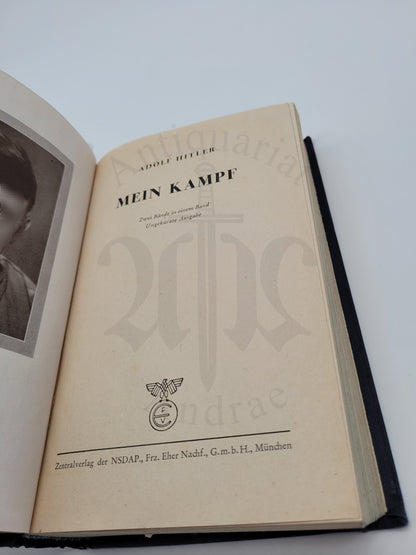 ADOLF HITLER
MEIN KAMPF
Zwei Bände in einem Band
Ungekürzte Ausgabe
Zentralverlag der NSDAP., Frz. Eher Nachf., G.m.b.H., München
Antiquariat
Andrae